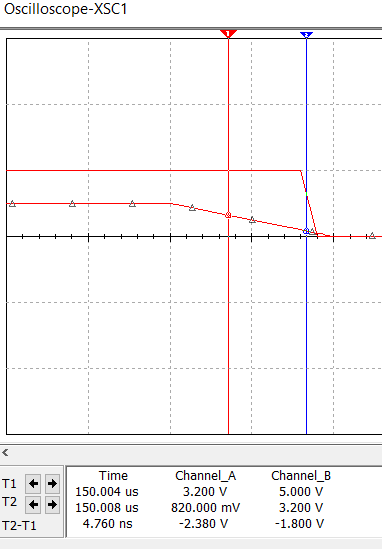 Oscilloscope-XSC1
1
2
Time Channel_A Channel_B
T1 150.004 us 3.200 V 5.000 V
T2 150.008 us 820.000 mV 3.200 V
T2-T1 4.760 ns -2.380 V -1.800 V